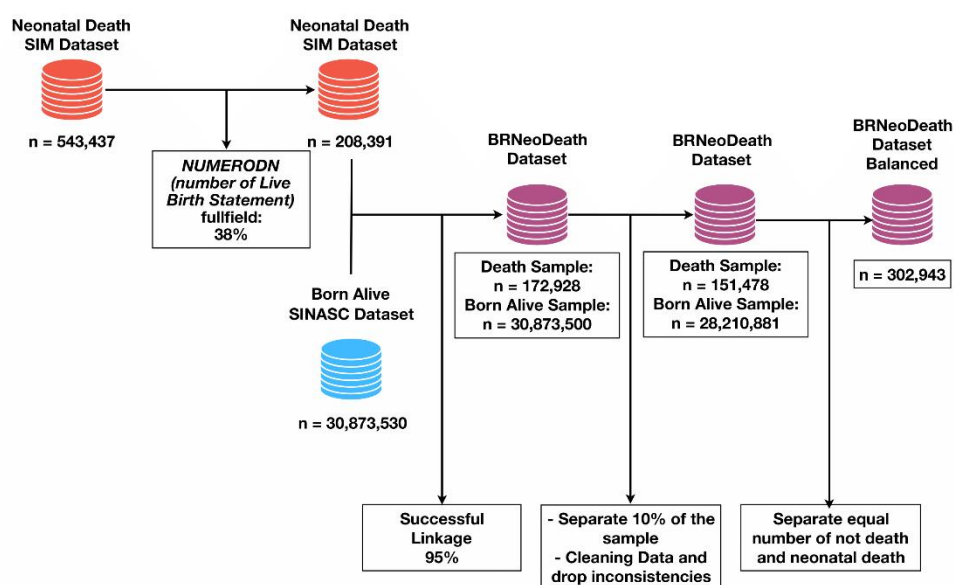 Neonatal Death
SIM Dataset
n = 543,437
NUMERODN
(number of Live
Birth Statement)
fullfield:
38%
Neonatal Death
SIM Dataset
n = 208,391
Born Alive
SINASC Dataset
n = 30,873,530
Successful
Linkage
95%
BRNeoDeath
Dataset
Death Sample:
n = 172,928
Born Alive Sample:
n = 30,873,500
- Separate 10% of the
sample
- Cleaning Data and
drop inconsistencies
BRNeoDeath
Dataset
Death Sample:
n = 151,478
Born Alive Sample:
n = 28,210,881
Separate equal
number of not death
and neonatal death
BRNeoDeath
Dataset
Balanced
n = 302,943